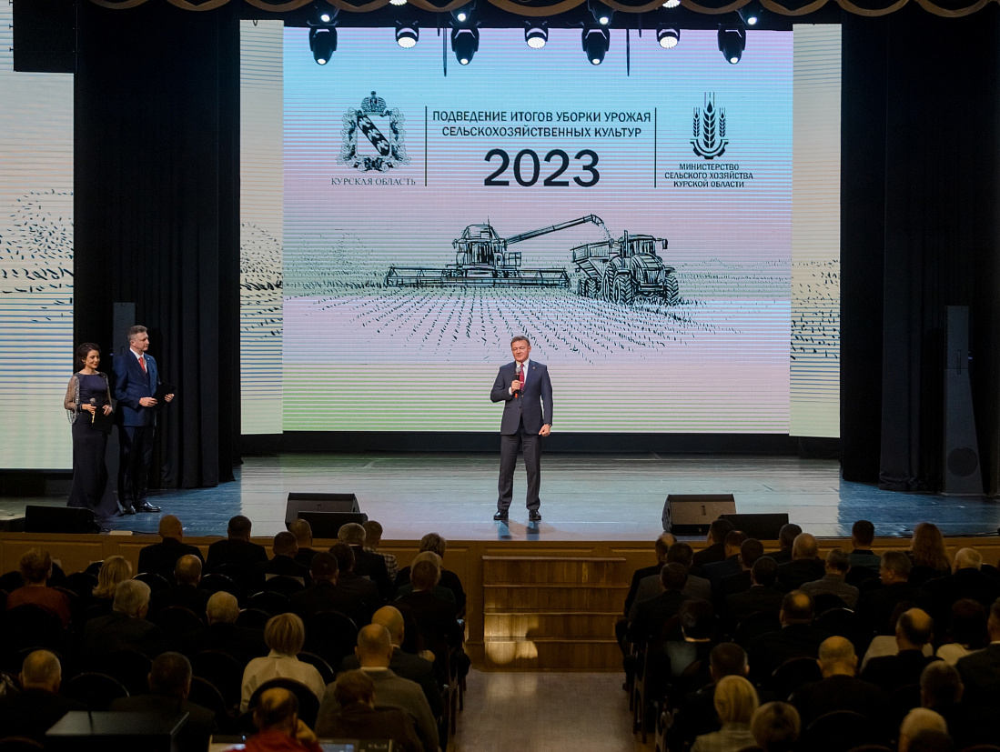 ПОДВЕДЕНИЕ ИТОГОВ УБОРКИ УРОЖАЯ
СЕЛЬСКОХОЗЯЙСТВЕННЫХ КУЛЬТУР
2023
КУРСКАЯ ОБЛАСТЬ
МИНИСТЕРСТВО
СЕЛЬСКОГО ХОЗЯЙСТВА
КУРСКОЙ ОБЛАСТИ